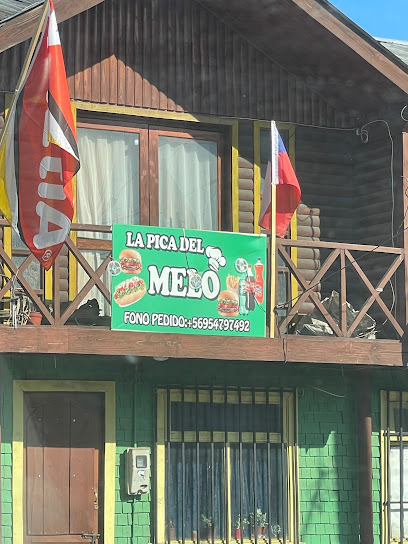 LA PICA DEL
MELO
FONO PEDIDO:+56954797492